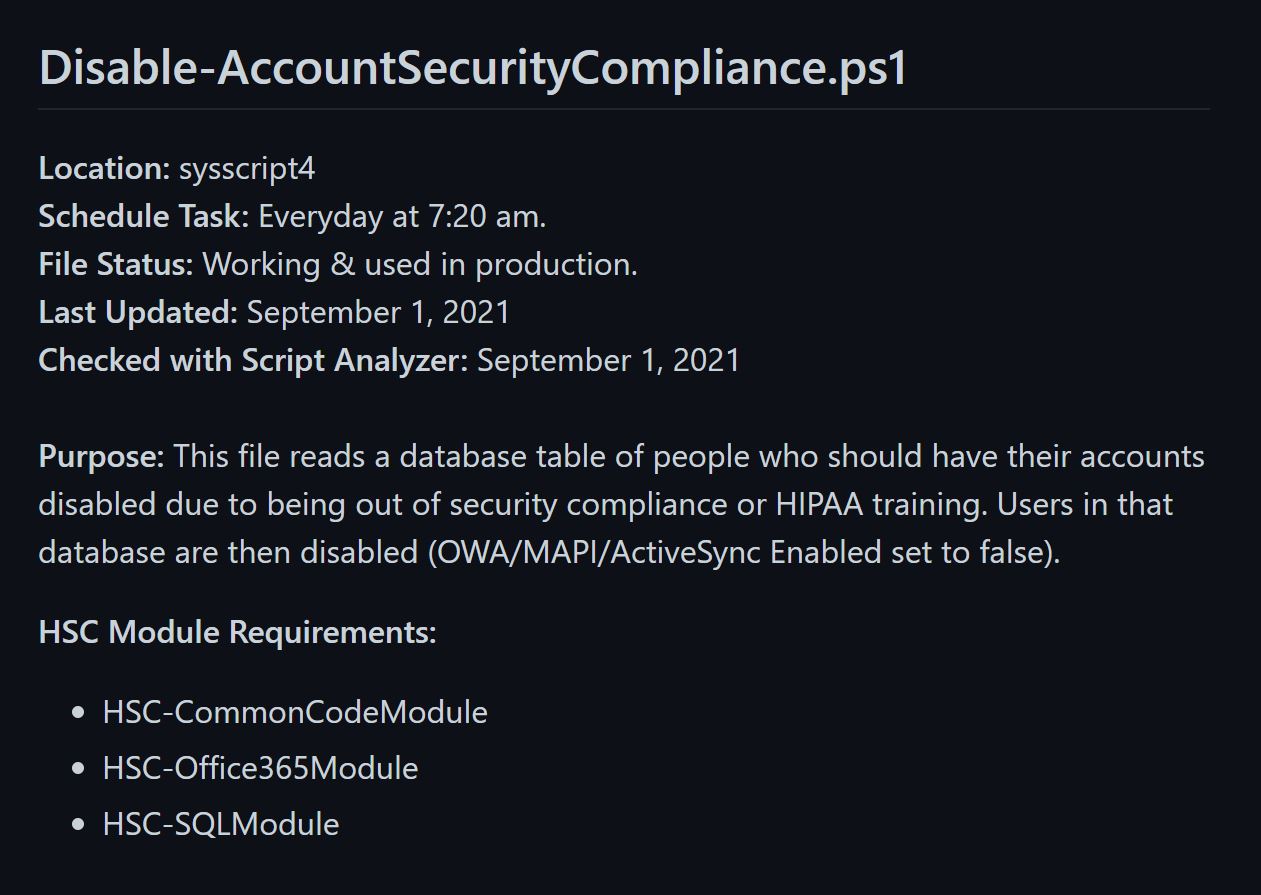 Disable-AccountSecurityCompliance.ps1
Location: sysscript4
Schedule Task: Everyday at 7:20 am.
File Status: Working & used in production.
Last Updated: September 1, 2021
Checked with Script Analyzer: September 1, 2021
Purpose: This file reads a database table of people who should have their accounts
disabled due to being out of security compliance or HIPAA training. Users in that
database are then disabled (OWA/MAPI/ActiveSync Enabled set to false).
HSC Module Requirements:
• HSC-CommonCodeModule
• HSC-Office365Module
• HSC-SQLModule